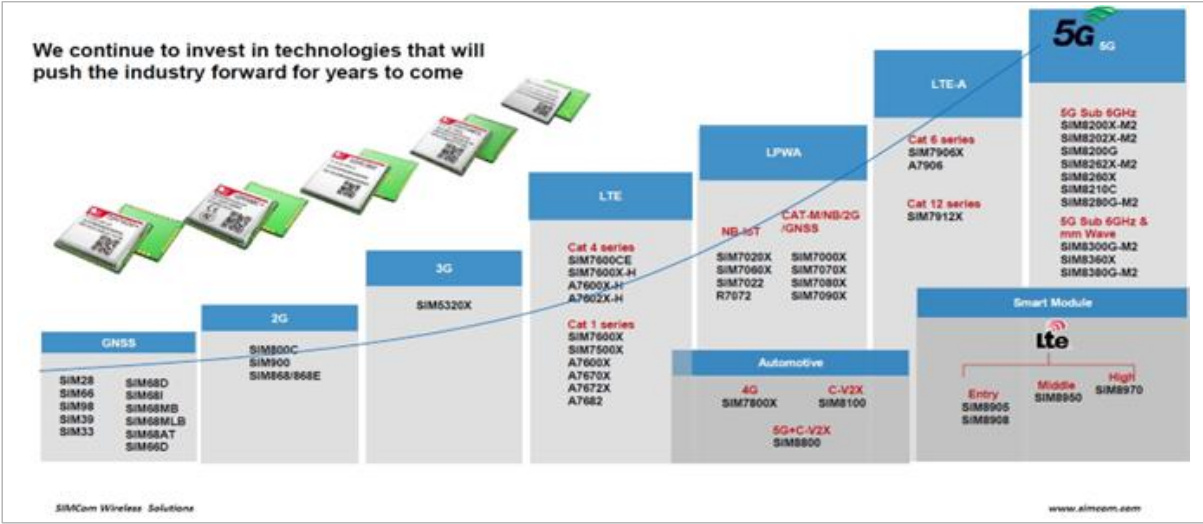 We continue to invest in technologies that will
push the industry forward for years to come
GNSS
SIM28
SIM66
SIM98
SIM39
SIM33
SIM68D
SIM68I
SIM68MB
SIM68MLB
SIM68AT
SIM66D
2G
SIM800C
SIM900
SIM868/868E
3G
SIM5320X
LTE
Cat 4 series
SIM7600CE
SIM7600X-H
A7600X-H
A7602X-H
Cat 1 series
SIM7600X
SIM7500X
A7600X
A7670X
A7672X
A7682
LPWA
NB-IoT
SIM7020X
SIM7060X
SIM7022
R7072
CAT-M/NB/2G
/GNSS
SIM7000X
SIM7070X
SIM7080X
SIM7090X
Automotive
4G
SIM7800X
C-V2X
SIM8100
5G+C-V2X
SIM8800
LTE-A
Cat 6 series
SIM7906X
A7906
Cat 12 series
SIM7912X
5G 5G
5G Sub 6GHz
SIM8200X-M2
SIM8202X-M2
SIM8200G
SIM8262X-M2
SIM8260X
SIM8210C
SIM8280G-M2
5G Sub 6GHz &
mm Wave
SIM8300G-M2
SIM8360X
SIM8380G-M2
Smart Module
Lte
Entry
SIM8905
SIM8908
Middle
SIM8950
High
SIM8970
SIMCom Wireless Solutions
www.simcom.com